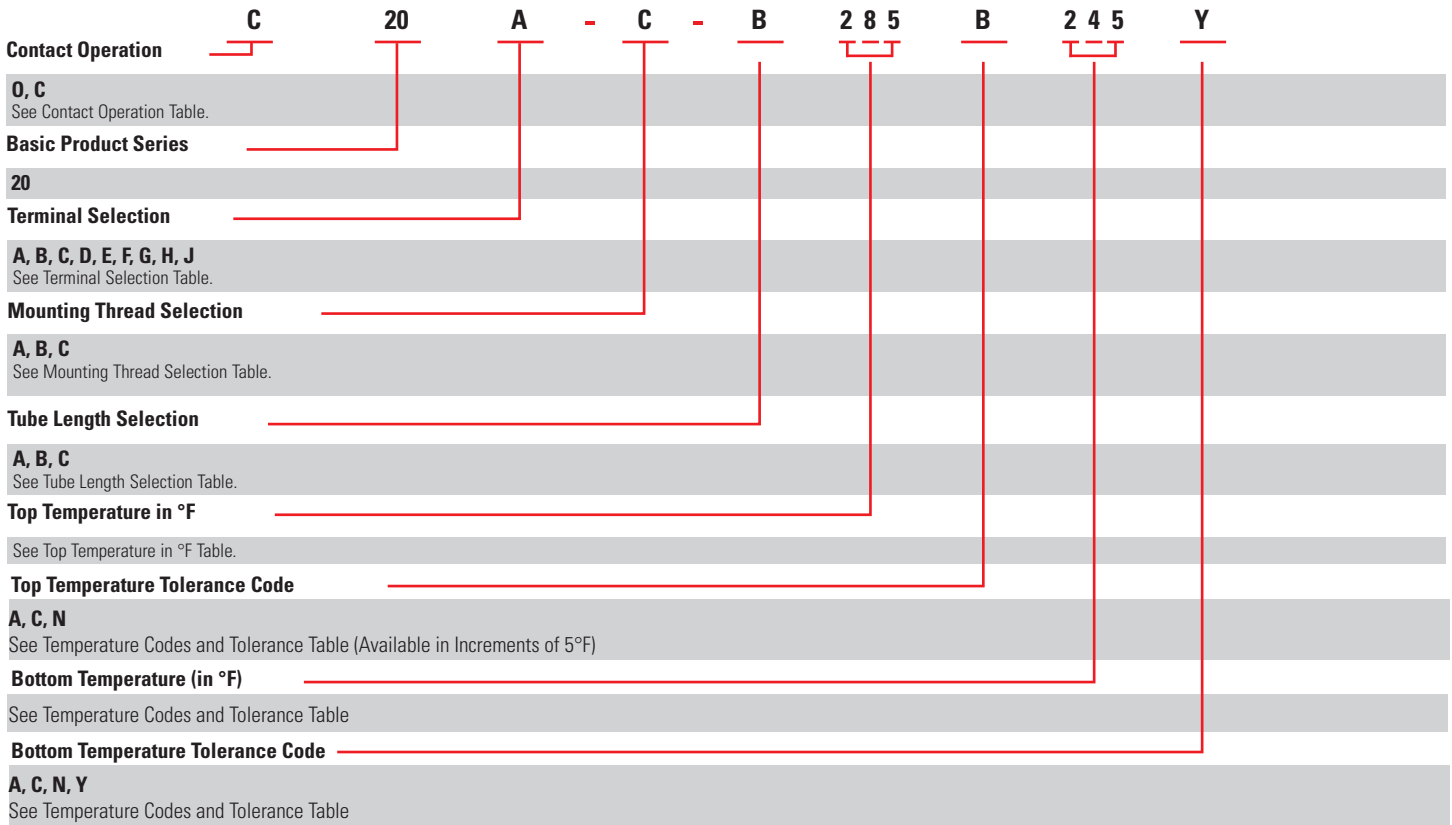 C 20 A - C - B 2 8 5 B 2 4 5 Y
Contact Operation
O, C
See Contact Operation Table.
Basic Product Series
20
Terminal Selection
A, B, C, D, E, F, G, H, J
See Terminal Selection Table.
Mounting Thread Selection
A, B, C
See Mounting Thread Selection Table.
Tube Length Selection
A, B, C
See Tube Length Selection Table.
Top Temperature in °F
See Top Temperature in °F Table.
Top Temperature Tolerance Code
A, C, N
See Temperature Codes and Tolerance Table (Available in Increments of 5°F)
Bottom Temperature (in °F)
See Temperature Codes and Tolerance Table
Bottom Temperature Tolerance Code
A, C, N, Y
See Temperature Codes and Tolerance Table